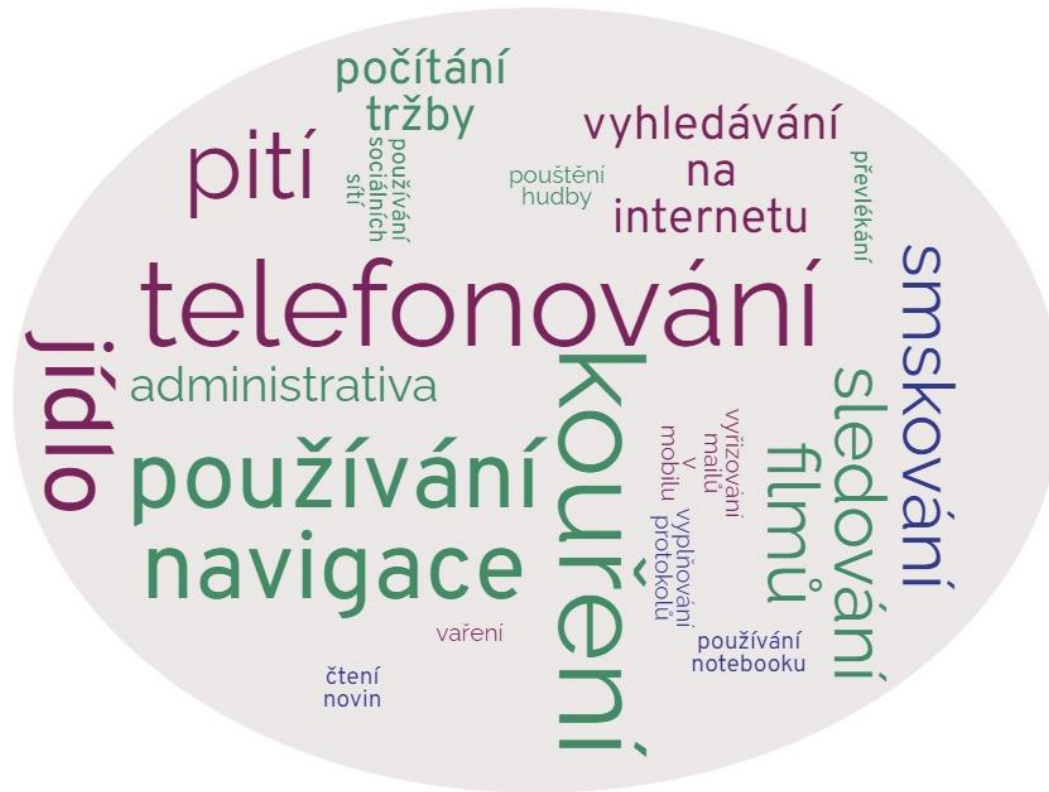 počítání
tržby
pití
používání
sociálních
sítí
pouštění
hudby
vyhledávání
na
internetu
převlékání
telefonování
smskování
jídlo
administrativa
kouření
sledování
filmů
vyřizování
mailů
v
mobilu
používání
navigace
vyplňování
protokolů
vaření
používání
notebooku
čtení
novin